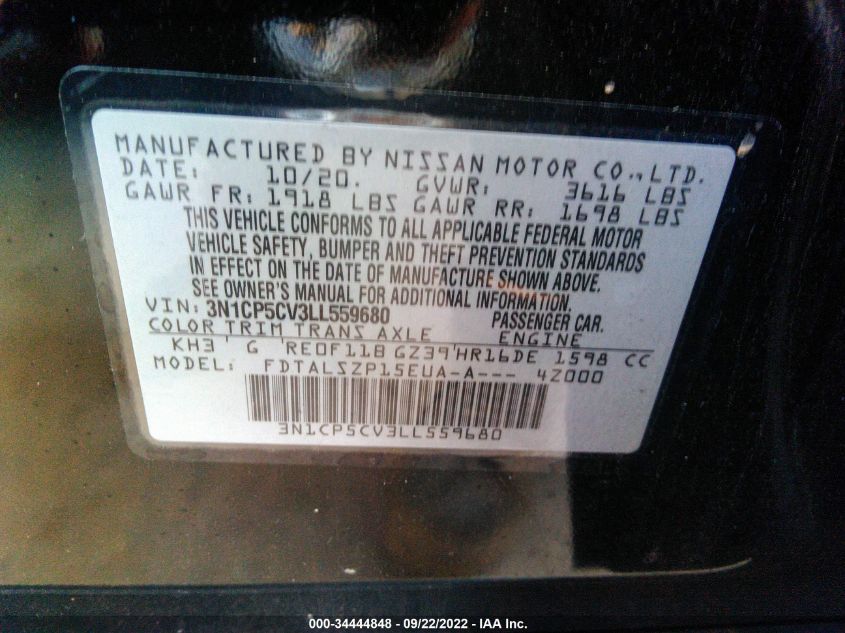 MANUFACTURED BY NISSAN MOTOR CO., LTD.
DATE: 10/20. GVWR: 3616 LBS
GAWR FR: 1918 LBS GAWR RR: 1698 LBS
THIS VEHICLE CONFORMS TO ALL APPLICABLE FEDERAL MOTOR
VEHICLE SAFETY, BUMPER AND THEFT PREVENTION STANDARDS
IN EFFECT ON THE DATE OF MANUFACTURE SHOWN ABOVE.
SEE OWNER'S MANUAL FOR ADDITIONAL INFORMATION.
VIN: 3N1CP5CV3LL559680 PASSENGER CAR.
COLOR TRIM TRANS AXLE ENGINE
KH3 ' G 'RE0F11B GZ39'HR16DE 1598 CC
MODEL: FDTALSZP15EUA-A--- 4Z000
3N1CP5CV3LL559680
000-34444848 - 09/22/2022 - IAA Inc.